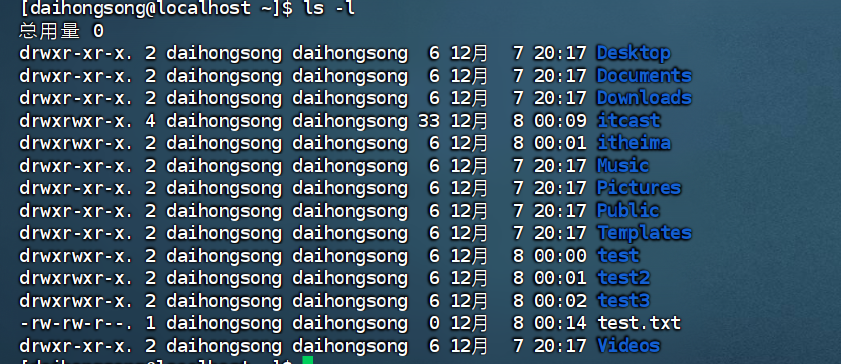 [daihongsong@localhost ~]$ ls -l
总用量 0
drwxr-xr-x. 2 daihongsong daihongsong  6 12月  7 20:17 Desktop
drwxr-xr-x. 2 daihongsong daihongsong  6 12月  7 20:17 Documents
drwxr-xr-x. 2 daihongsong daihongsong  6 12月  7 20:17 Downloads
drwxrwxr-x. 4 daihongsong daihongsong 33 12月  8 00:09 itcast
drwxrwxr-x. 2 daihongsong daihongsong  6 12月  8 00:01 itheima
drwxr-xr-x. 2 daihongsong daihongsong  6 12月  7 20:17 Music
drwxr-xr-x. 2 daihongsong daihongsong  6 12月  7 20:17 Pictures
drwxr-xr-x. 2 daihongsong daihongsong  6 12月  7 20:17 Public
drwxr-xr-x. 2 daihongsong daihongsong  6 12月  7 20:17 Templates
drwxrwxr-x. 2 daihongsong daihongsong  6 12月  8 00:00 test
drwxrwxr-x. 2 daihongsong daihongsong  6 12月  8 00:01 test2
drwxrwxr-x. 2 daihongsong daihongsong  6 12月  8 00:02 test3
-rw-rw-r--. 1 daihongsong daihongsong  0 12月  8 00:14 test.txt
drwxr-xr-x. 2 daihongsong daihongsong  6 12月  7 20:17 Videos
[daihongsong@localhost ~]$